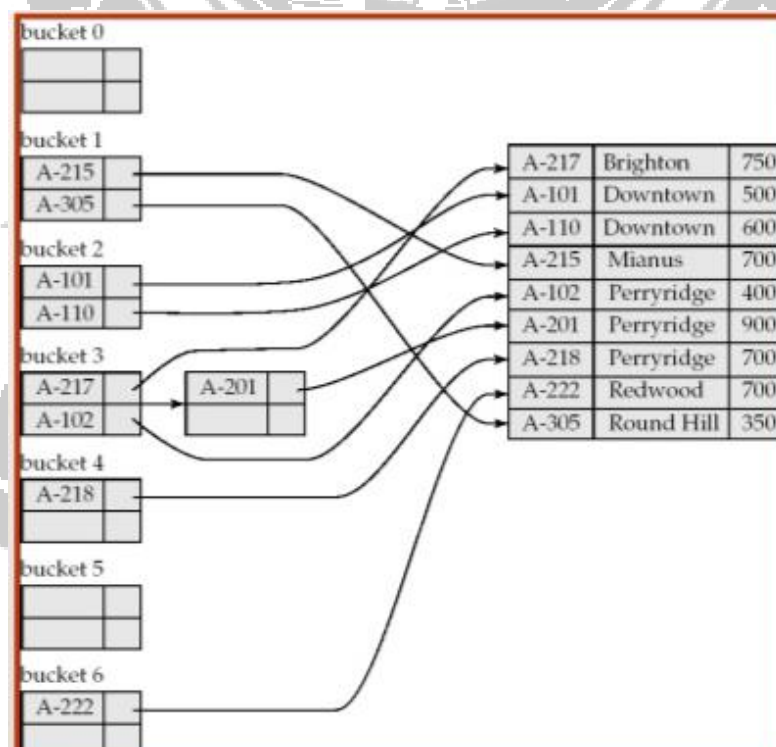 bucket 0
bucket 1
A-215
A-305
bucket 2
A-101
A-110
bucket 3
A-217
A-102
A-201
bucket 4
A-218
bucket 5
bucket 6
A-222
A-217 Brighton 750
A-101 Downtown 500
A-110 Downtown 600
A-215 Mianus 700
A-102 Perryridge 400
A-201 Perryridge 900
A-218 Perryridge 700
A-222 Redwood 700
A-305 Round Hill 350